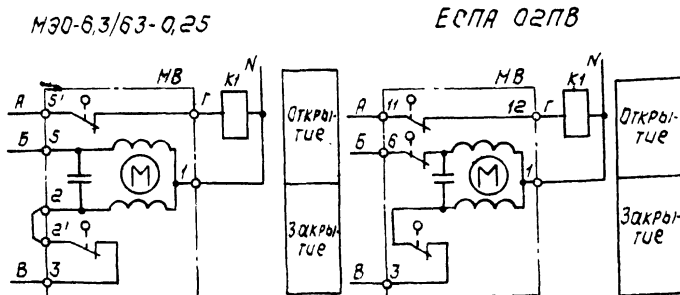 МЭО-6,3/63-0,25
ЕСПА 02ПВ
МВ
К1
N
А
5'
Г
Б
5
М
1
2
2'
В
3
Откры-
тие
Закры-
тие
МВ
К1
N
А
11
12
Г
Б
6
М
1
В
3
Откры-
тие
Закры-
тие